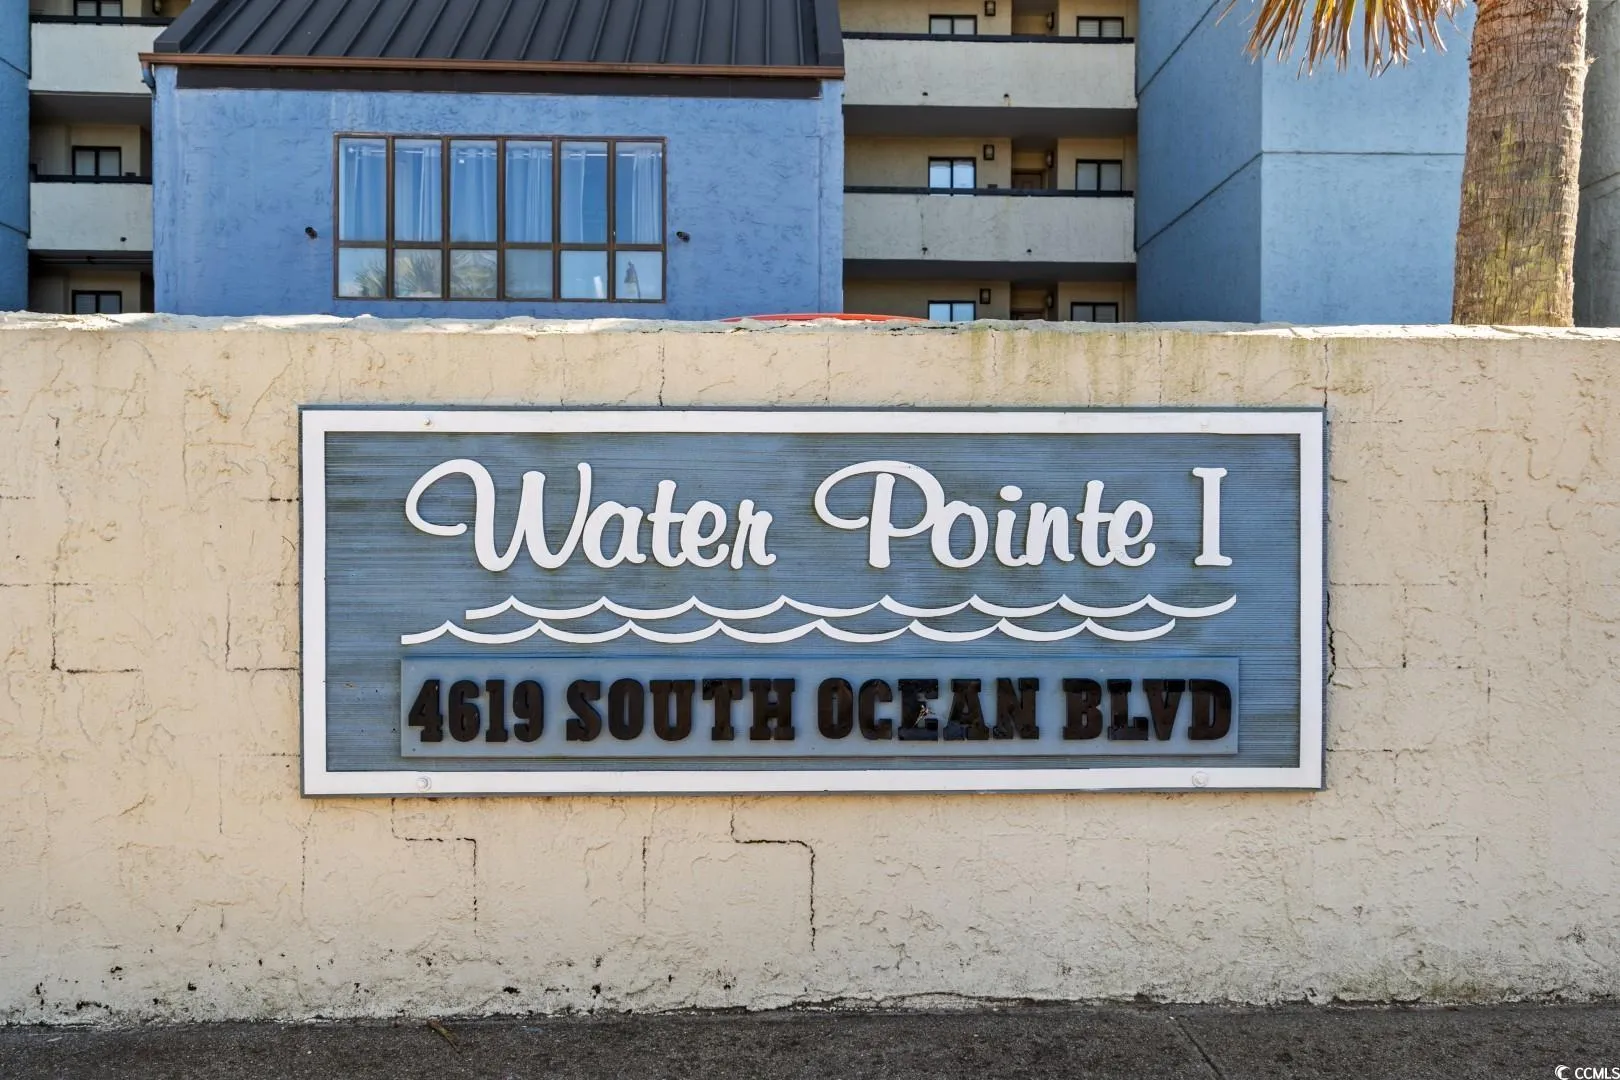 Water Pointe I
4619 SOUTH OCEAN BLVD
CCMLS